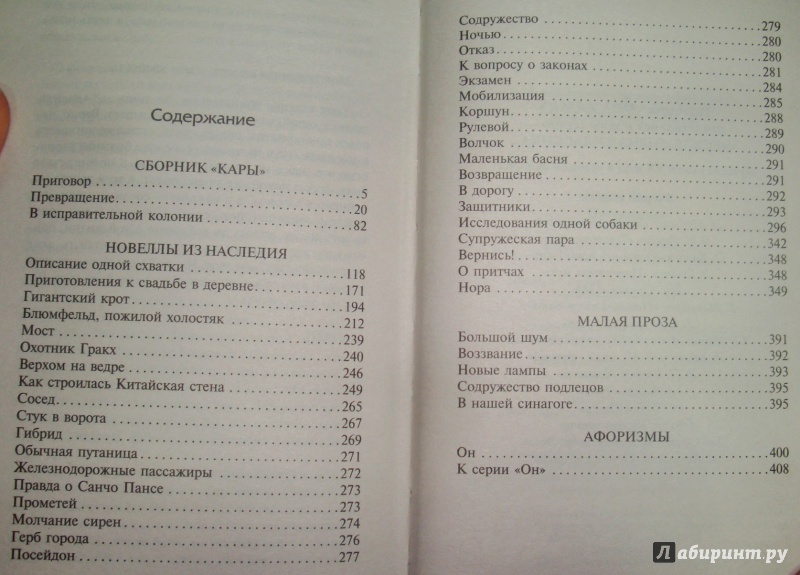 Содержание
СБОРНИК «КАРЫ»
Приговор 5
Превращение 20
В исправительной колонии 82
НОВЕЛЛЫ ИЗ НАСЛЕДИЯ
Описание одной схватки 118
Приготовления к свадьбе в деревне 171
Гигантский крот 194
Блюмфельд, пожилой холостяк 212
Мост 239
Охотник Гракх 240
Верхом на ведре 246
Как строилась Китайская стена 249
Сосед 265
Стук в ворота 267
Гибрид 269
Обычная путаница 271
Железнодорожные пассажиры 272
Правда о Санчо Пансе 273
Прометей 273
Молчание сирен 274
Герб города 276
Посейдон 277
Содружество 279
Ночью 280
Отказ 280
К вопросу о законах 281
Экзамен 284
Мобилизация 285
Коршун 288
Рулевой 289
Волчок 290
Маленькая басня 291
Возвращение 291
В дорогу 292
Защитники 293
Исследования одной собаки 296
Супружеская пара 342
Вернись! 348
О притчах 348
Нора 349
МАЛАЯ ПРОЗА
Большой шум 391
Воззвание 392
Новые лампы 393
Содружество подлецов 395
В нашей синагоге 395
АФОРИЗМЫ
Он 400
К серии «Он» 408
Лабиринт.ру